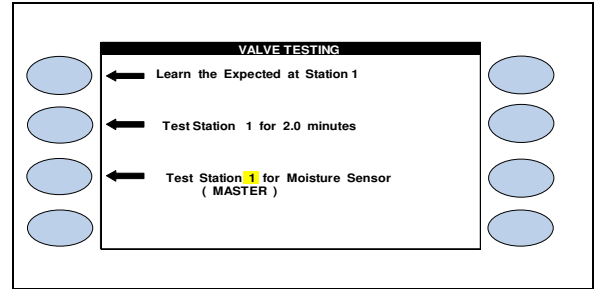 VALVE TESTING
Learn the Expected at Station 1
Test Station 1 for 2.0 minutes
Test Station 1 for Moisture Sensor
( MASTER )